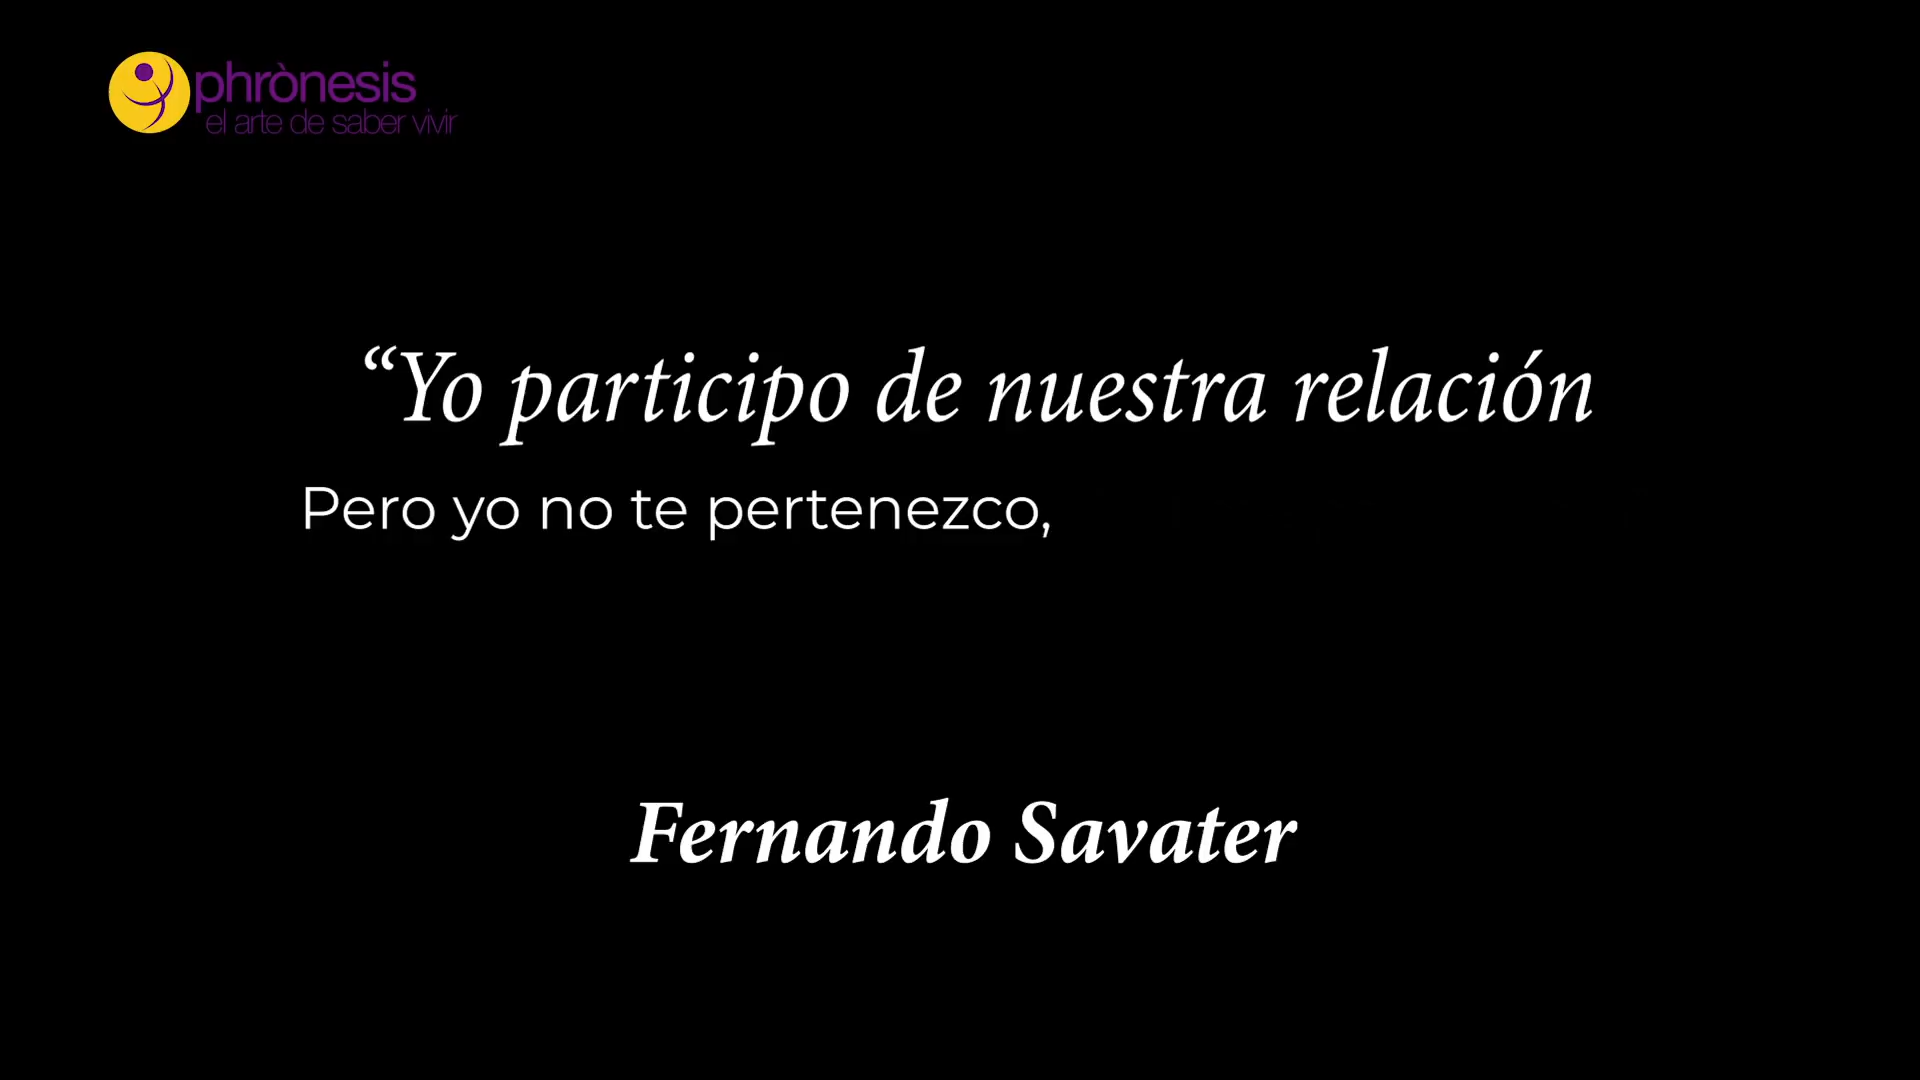 phrònesis
el arte de saber vivir
“Yo participo de nuestra relación
Pero yo no te pertenezco,
Fernando Savater